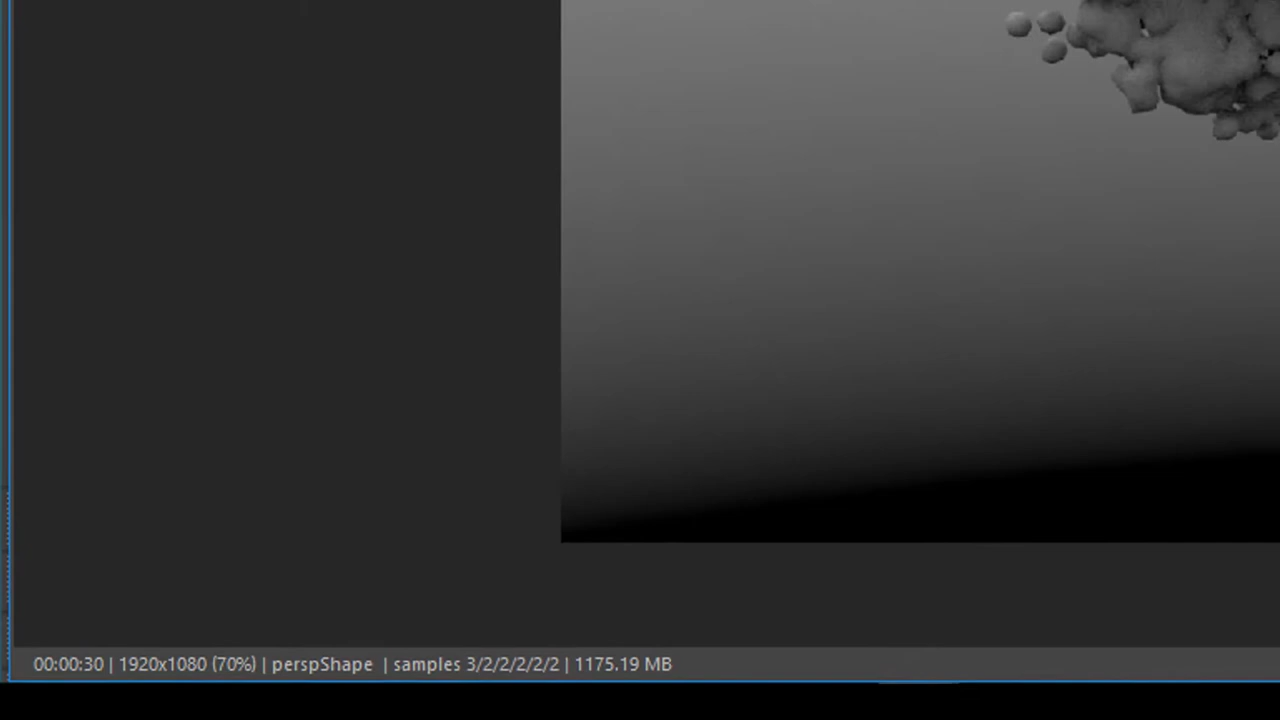 00:00:30 | 1920x1080 (70%) | perspShape | samples 3/2/2/2/2/2 | 1175.19 MB